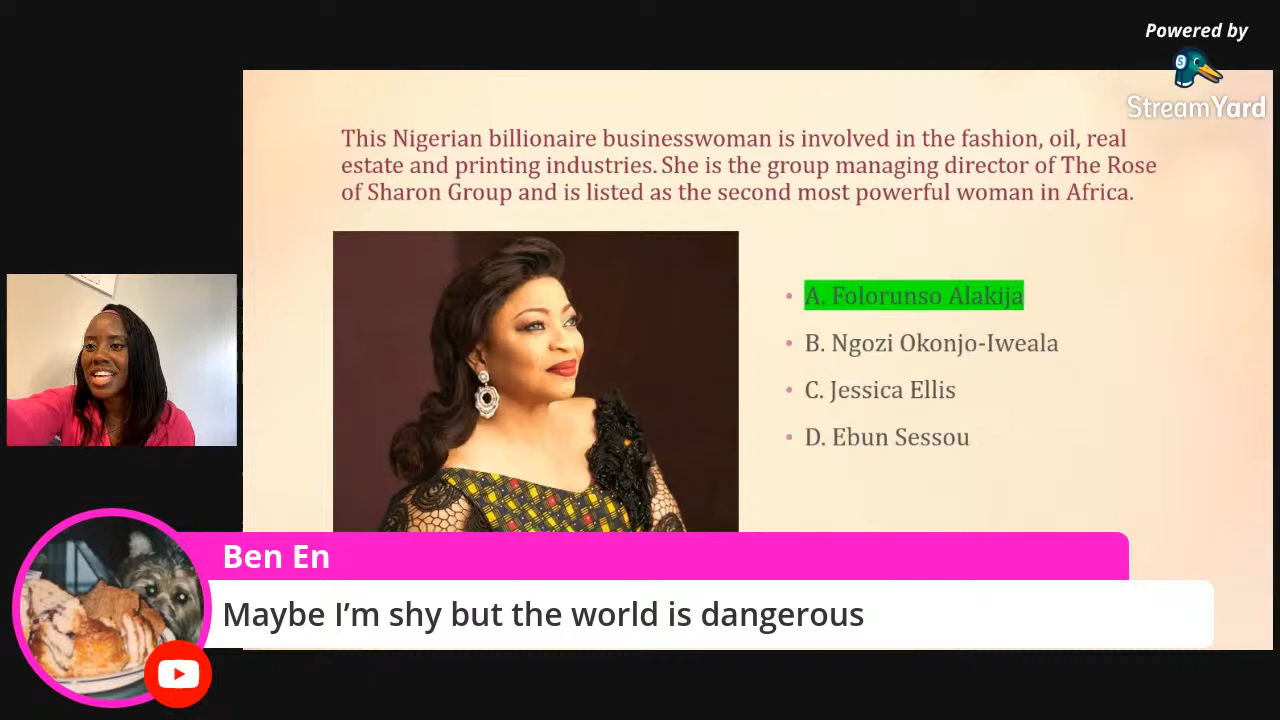 Powered by
StreamYard
This Nigerian billionaire businesswoman is involved in the fashion, oil, real
estate and printing industries. She is the group managing director of The Rose
of Sharon Group and is listed as the second most powerful woman in Africa.
• A. Folorunso Alakija
• B. Ngozi Okonjo-Iweala
• C. Jessica Ellis
• D. Ebun Sessou
Ben En
Maybe I’m shy but the world is dangerous